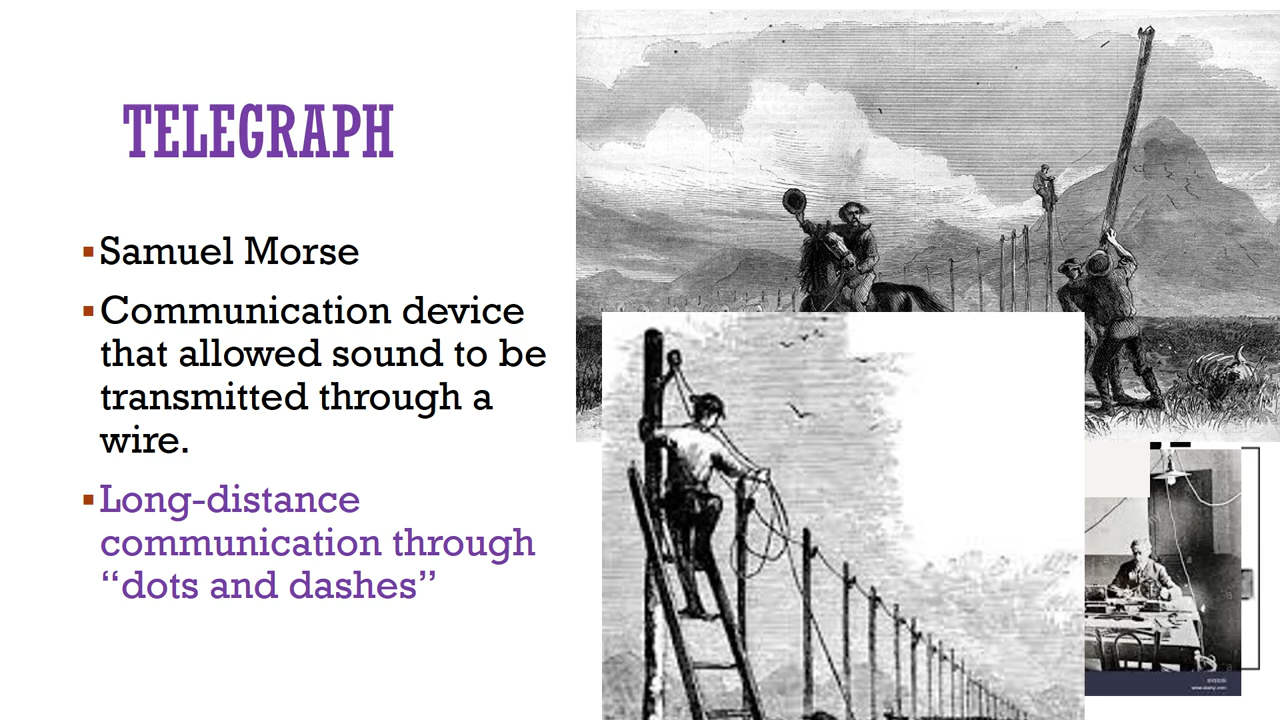 TELEGRAPH
Samuel Morse
Communication device
that allowed sound to be
transmitted through a
wire.
Long-distance
communication through
“dots and dashes”